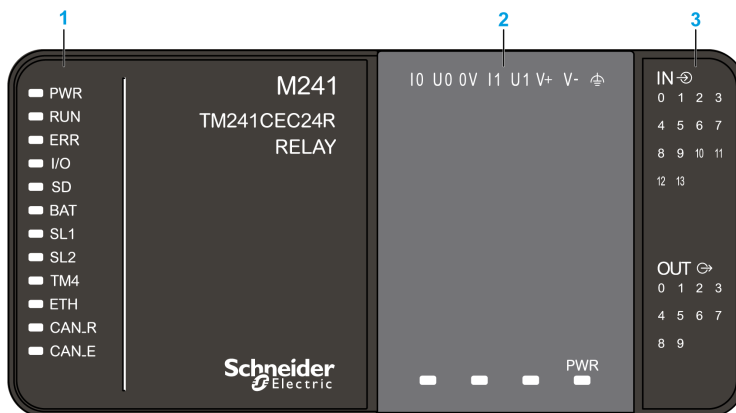 1
2
3
PWR
RUN
ERR
I/O
SD
BAT
SL1
SL2
TM4
ETH
CAN_R
CAN_E
M241
TM241CEC24R
RELAY
Schneider
Electric
I0 U0 0V I1 U1 V+ V-
PWR
IN
0 1 2 3
4 5 6 7
8 9 10 11
12 13
OUT
0 1 2 3
4 5 6 7
8 9